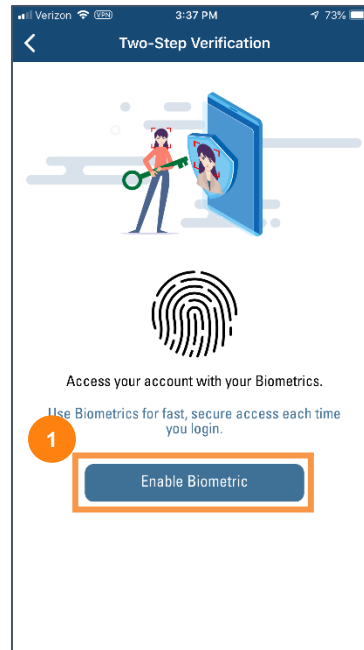 Verizon VPN 3:37 PM 73%
Two-Step Verification
Access your account with your Biometrics.
Use Biometrics for fast, secure access each time
you login.
1
Enable Biometric